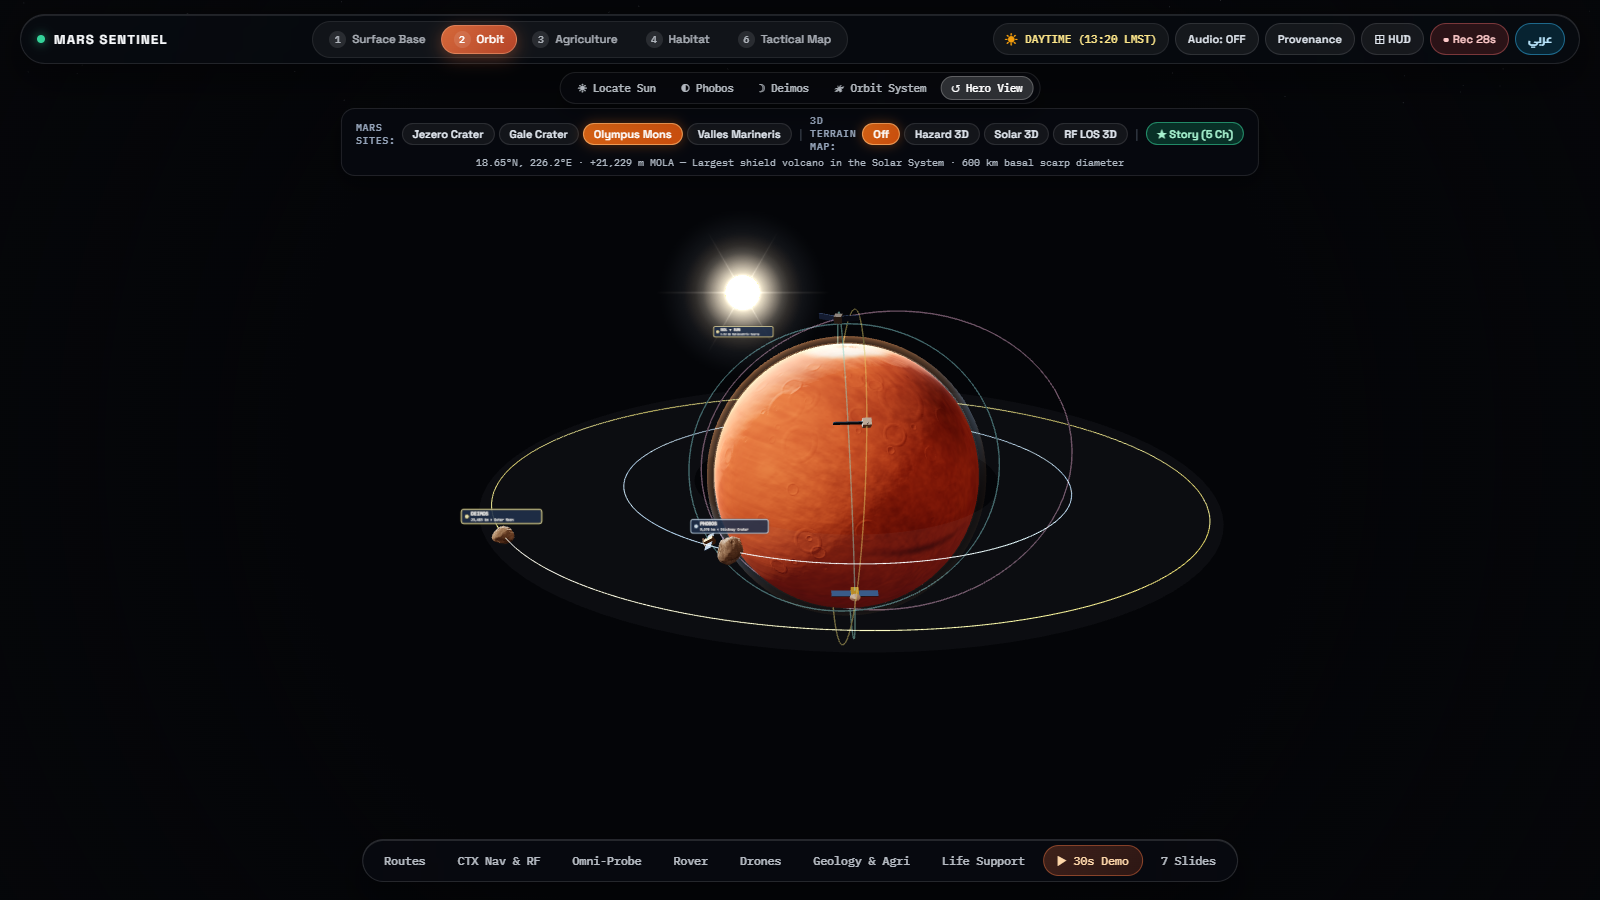 MARS SENTINEL
1 Surface Base
2 Orbit
3 Agriculture
4 Habitat
6 Tactical Map
DAYTIME (13:20 LMST)
Audio: OFF
Provenance
HUD
Rec 28s
عربي
Locate Sun
Phobos
Deimos
Orbit System
Hero View
MARS SITES:
Jezero Crater
Gale Crater
Olympus Mons
Valles Marineris
3D TERRAIN MAP:
Off
Hazard 3D
Solar 3D
RF LOS 3D
★ Story (5 Ch)
18.65°N, 226.2°E · +21,229 m MOLA — Largest shield volcano in the Solar System · 600 km basal scarp diameter
DEIMOS
PHOBOS
Routes
CTX Nav & RF
Omni-Probe
Rover
Drones
Geology & Agri
Life Support
▶ 30s Demo
7 Slides